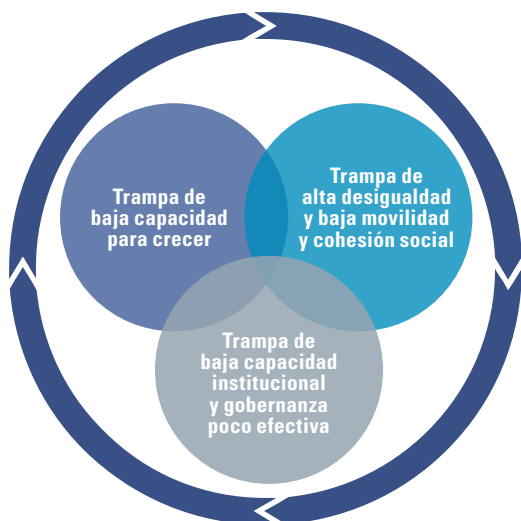 Trampa de
baja capacidad
para crecer
Trampa de
alta desigualdad
y baja movilidad
y cohesión social
Trampa de
baja capacidad
institucional
y gobernanza
poco efectiva